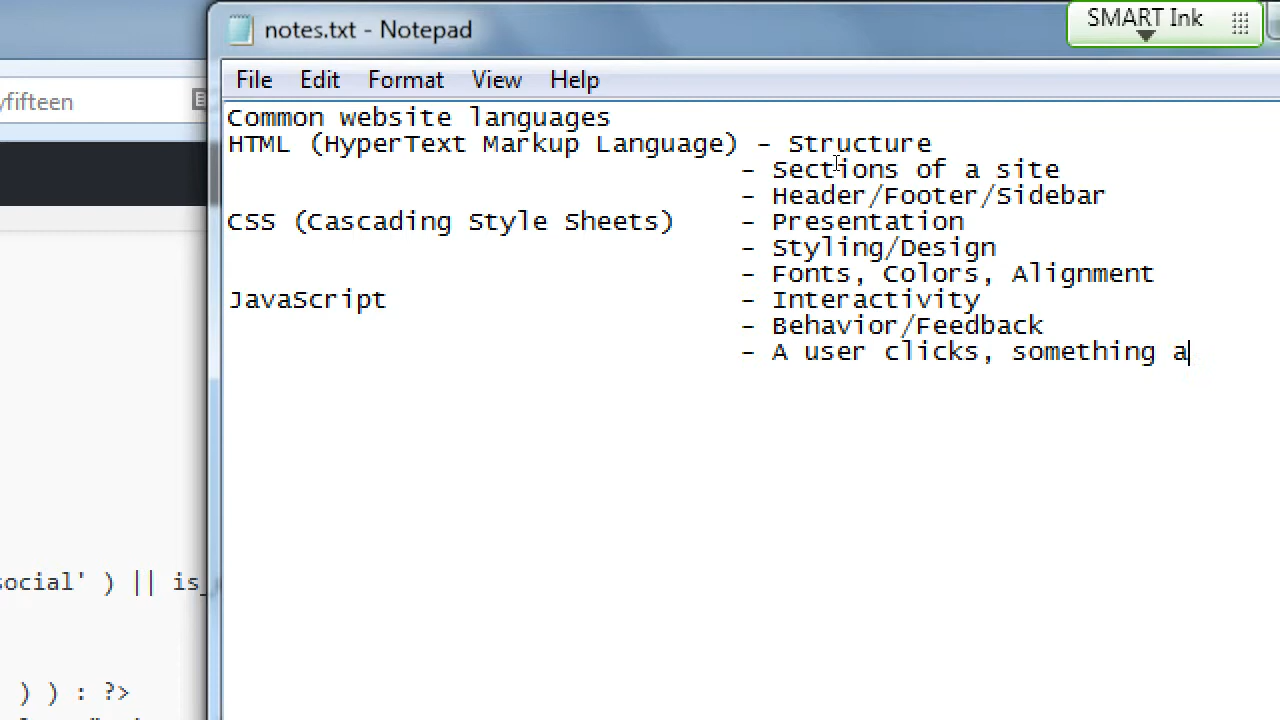 notes.txt - Notepad
SMART Ink
File Edit Format View Help
yfifteen
Common website languages
HTML (HyperText Markup Language) - Structure
- Sections of a site
- Header/Footer/Sidebar
CSS (Cascading Style Sheets) - Presentation
- Styling/Design
- Fonts, Colors, Alignment
JavaScript - Interactivity
- Behavior/Feedback
- A user clicks, something a
social' ) || is_
) ) : ?>